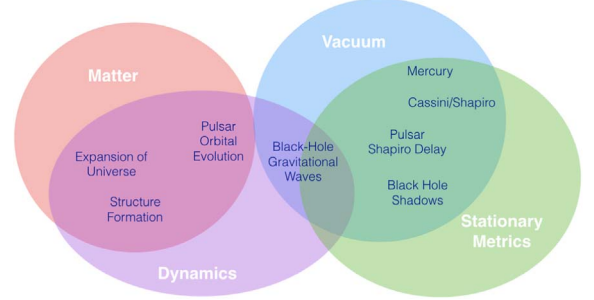 Vacuum
Matter
Mercury
Cassini/Shapiro
Pulsar
Orbital
Evolution
Pulsar
Shapiro Delay
Black-Hole
Gravitational
Waves
Expansion of
Universe
Black Hole
Shadows
Structure
Formation
Stationary
Metrics
Dynamics